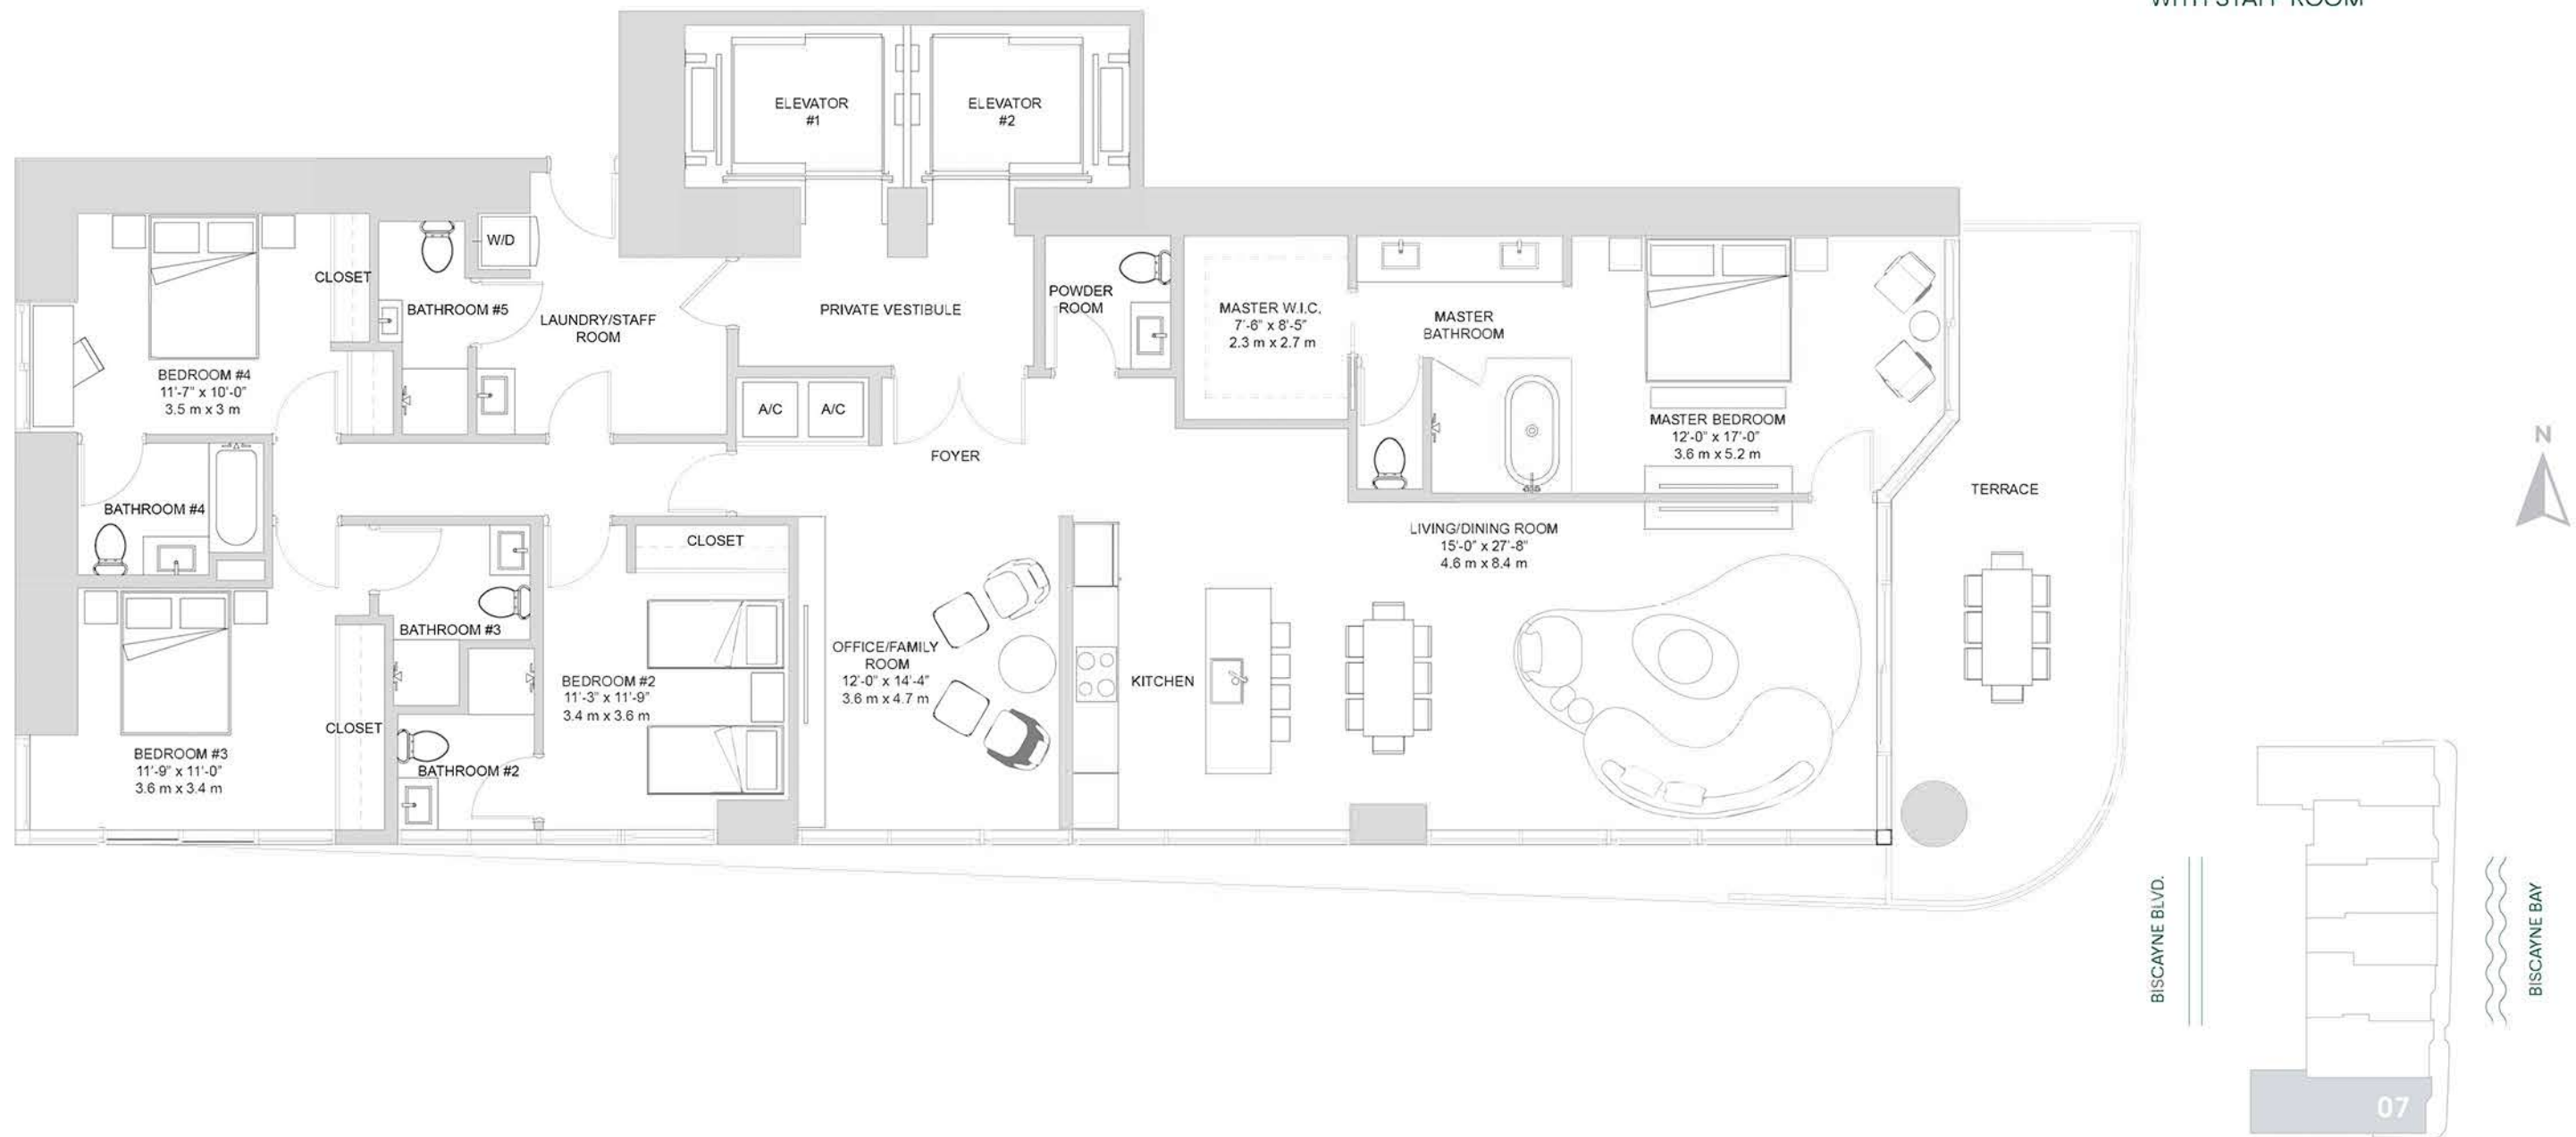 WITH STAFF ROOM
ELEVATOR
#1
ELEVATOR
#2
W/D
CLOSET
BATHROOM #5
LAUNDRY/STAFF
ROOM
PRIVATE VESTIBULE
POWDER
ROOM
MASTER W.I.C.
7'-6" x 8'-5"
2.3 m x 2.7 m
MASTER
BATHROOM
BEDROOM #4
11'-7" x 10'-0"
3.5 m x 3 m
A/C
A/C
MASTER BEDROOM
12'-0" x 17'-0"
3.6 m x 5.2 m
FOYER
TERRACE
N
BATHROOM #4
CLOSET
LIVING/DINING ROOM
15'-0" x 27'-8"
4.6 m x 8.4 m
BATHROOM #3
OFFICE/FAMILY
ROOM
12'-0" x 14'-4"
3.6 m x 4.7 m
BEDROOM #2
11'-3" x 11'-9"
3.4 m x 3.6 m
KITCHEN
CLOSET
BEDROOM #3
11'-9" x 11'-0"
3.6 m x 3.4 m
BATHROOM #2
BISCAYNE BLVD.
BISCAYNE BAY
07